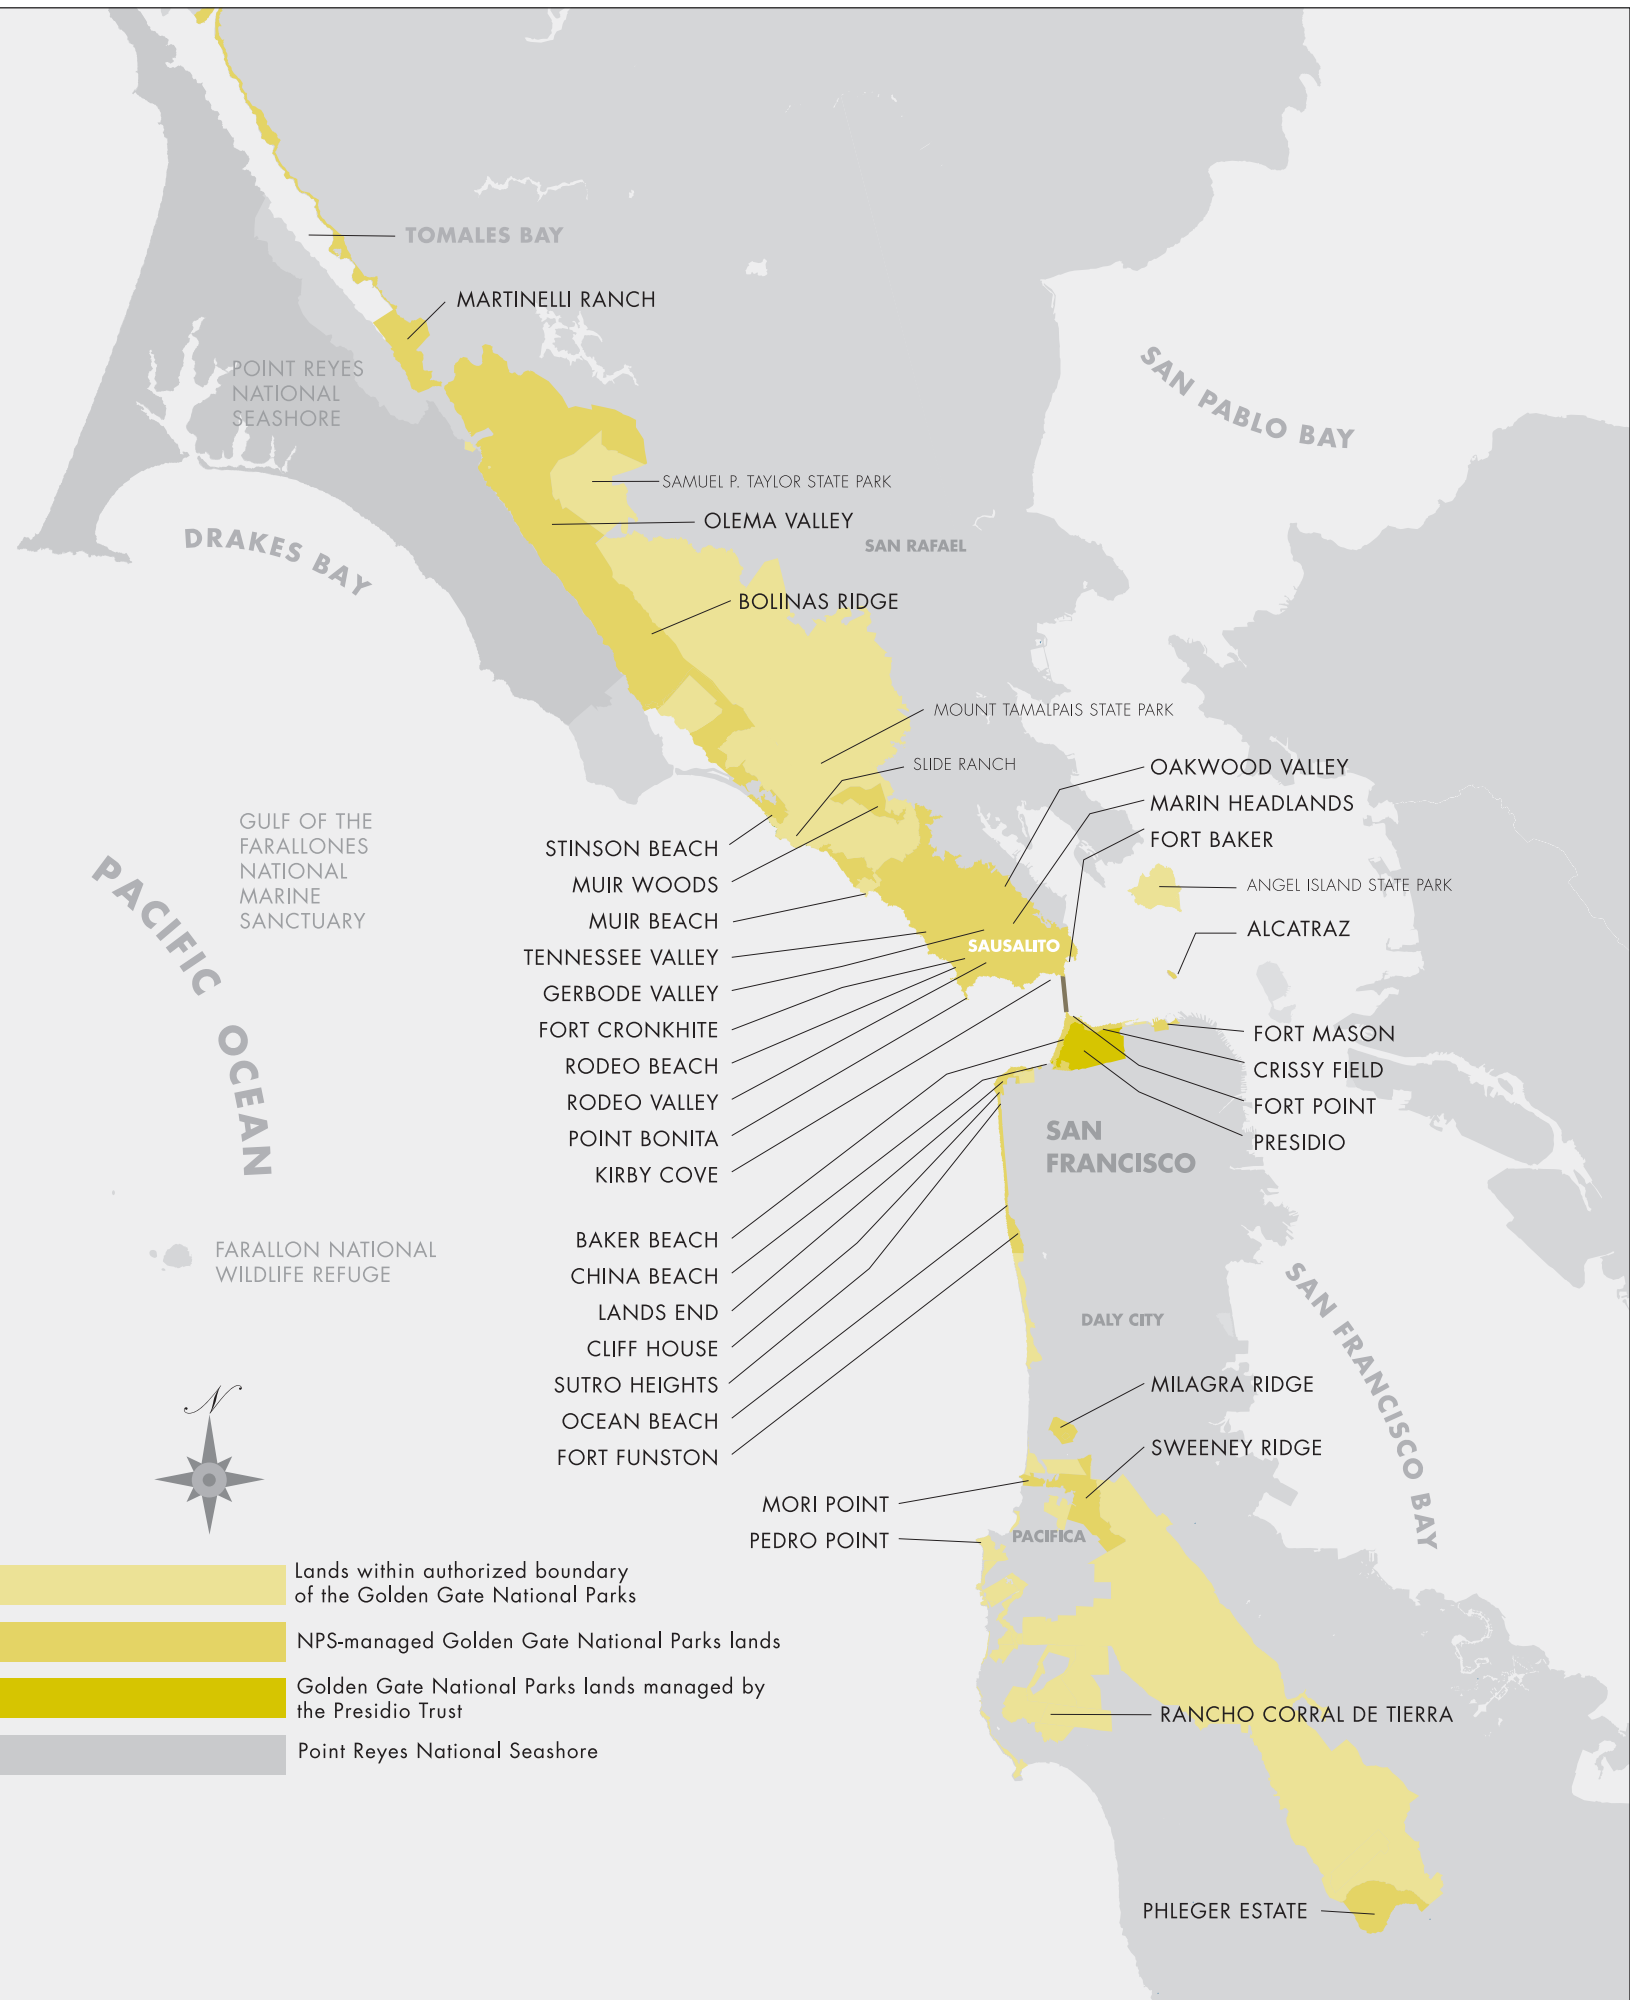 TOMALES BAY
MARTINELLI RANCH
POINT REYES
NATIONAL
SEASHORE
SAN PABLO BAY
SAMUEL P. TAYLOR STATE PARK
OLEMA VALLEY
DRAKES BAY
SAN RAFAEL
BOLINAS RIDGE
MOUNT TAMALPAIS STATE PARK
SLIDE RANCH
OAKWOOD VALLEY
MARIN HEADLANDS
FORT BAKER
GULF OF THE
FARALLONES
NATIONAL
MARINE
SANCTUARY
PACIFIC OCEAN
STINSON BEACH
MUIR WOODS
MUIR BEACH
TENNESSEE VALLEY
GERBODE VALLEY
FORT CRONKHITE
RODEO BEACH
RODEO VALLEY
POINT BONITA
KIRBY COVE
ANGEL ISLAND STATE PARK
ALCATRAZ
SAUSALITO
FORT MASON
CRISSY FIELD
FORT POINT
PRESIDIO
SAN
FRANCISCO
BAKER BEACH
CHINA BEACH
LANDS END
CLIFF HOUSE
SUTRO HEIGHTS
OCEAN BEACH
FORT FUNSTON
FARALLON NATIONAL
WILDLIFE REFUGE
SAN FRANCISCO BAY
DALY CITY
MILAGRA RIDGE
SWEENEY RIDGE
N
MORI POINT
PEDRO POINT
PACIFICA
Lands within authorized boundary
of the Golden Gate National Parks
NPS-managed Golden Gate National Parks lands
Golden Gate National Parks lands managed by
the Presidio Trust
Point Reyes National Seashore
RANCHO CORRAL DE TIERRA
PHLEGER ESTATE